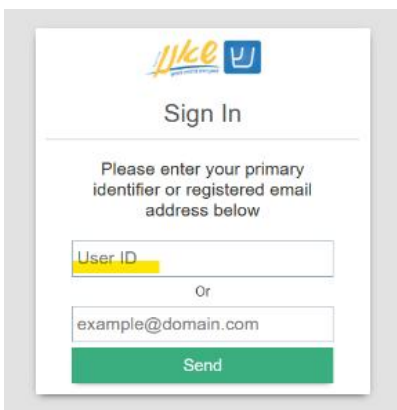 ש
Sign In
Please enter your primary
identifier or registered email
address below
User ID
Or
example@domain.com
Send